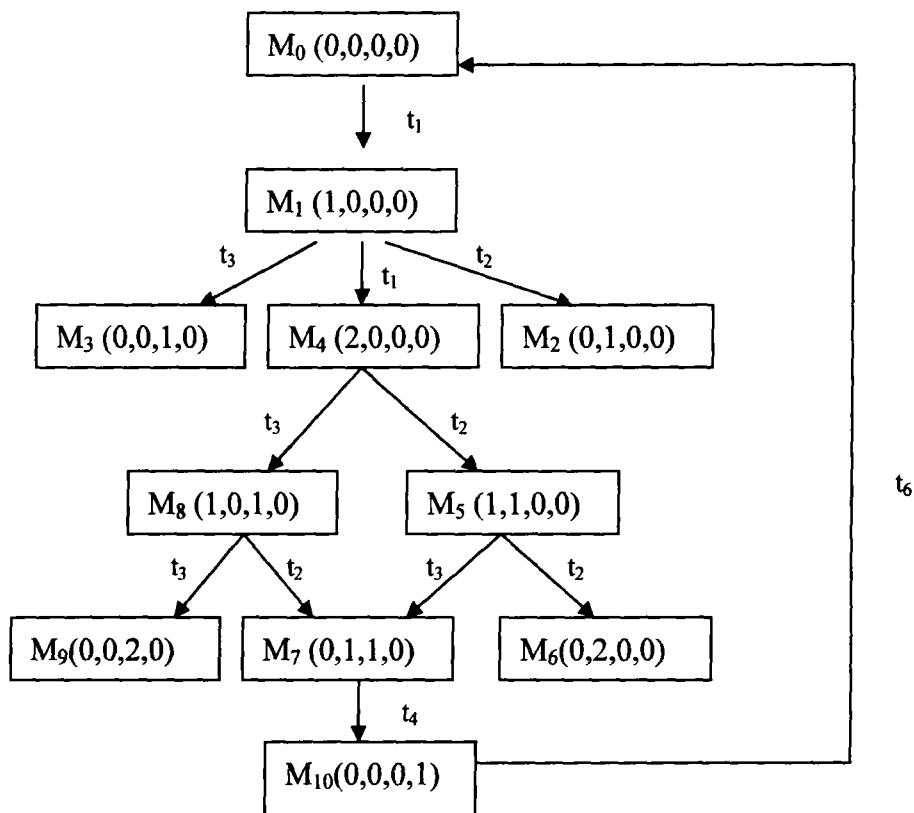 M₀ (0,0,0,0)
t₁
M₁ (1,0,0,0)
t₃ t₁ t₂
M₃ (0,0,1,0) M₄ (2,0,0,0) M₂ (0,1,0,0)
t₃ t₂
M₈ (1,0,1,0) M₅ (1,1,0,0)
t₆
t₃ t₂ t₃ t₂
M₉(0,0,2,0) M₇ (0,1,1,0) M₆(0,2,0,0)
t₄
M₁₀(0,0,0,1)